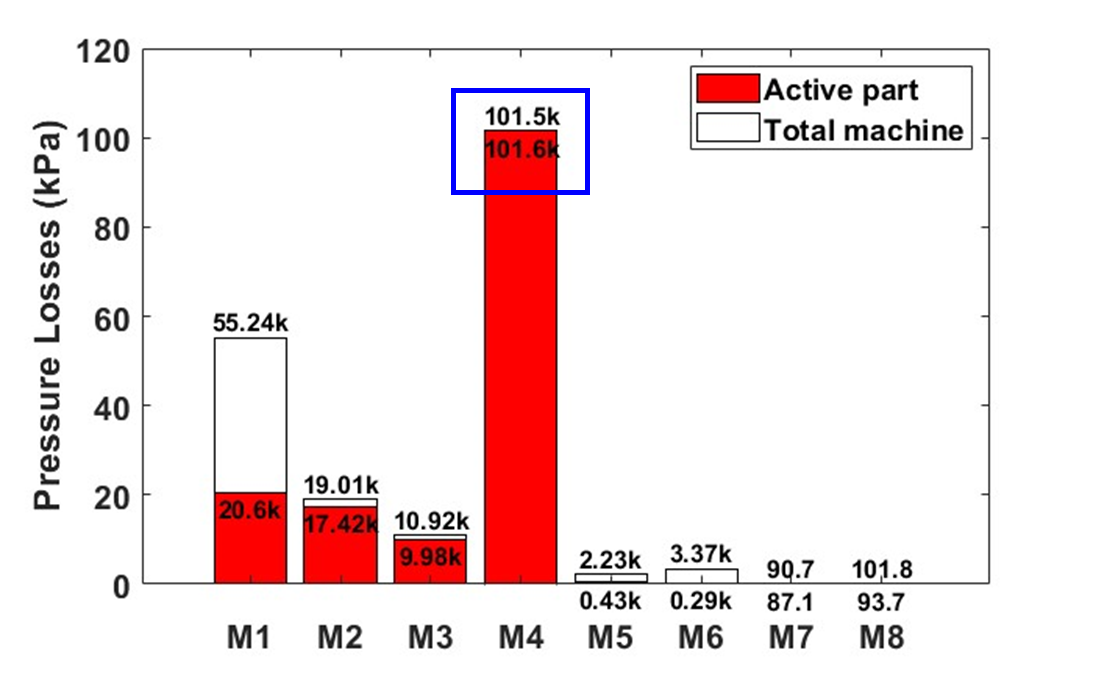 Pressure Losses (kPa)
120
100
80
60
40
20
0
Active part
Total machine
101.5k
101.6k
55.24k
20.6k
19.01k
17.42k
10.92k
9.98k
2.23k
3.37k
90.7
101.8
0.43k
0.29k
87.1
93.7
M1 M2 M3 M4 M5 M6 M7 M8